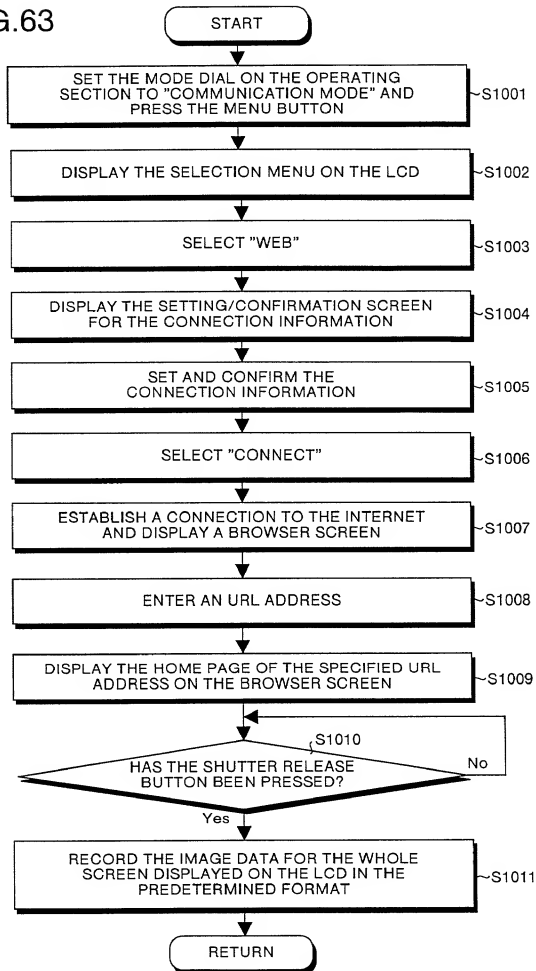 G.63
START
SET THE MODE DIAL ON THE OPERATING
SECTION TO "COMMUNICATION MODE" AND
PRESS THE MENU BUTTON
S1001
DISPLAY THE SELECTION MENU ON THE LCD
S1002
SELECT "WEB"
S1003
DISPLAY THE SETTING/CONFIRMATION SCREEN
FOR THE CONNECTION INFORMATION
S1004
SET AND CONFIRM THE
CONNECTION INFORMATION
S1005
SELECT "CONNECT"
S1006
ESTABLISH A CONNECTION TO THE INTERNET
AND DISPLAY A BROWSER SCREEN
S1007
ENTER AN URL ADDRESS
S1008
DISPLAY THE HOME PAGE OF THE SPECIFIED URL
ADDRESS ON THE BROWSER SCREEN
S1009
S1010
HAS THE SHUTTER RELEASE
BUTTON BEEN PRESSED?
No
Yes
RECORD THE IMAGE DATA FOR THE WHOLE
SCREEN DISPLAYED ON THE LCD IN THE
PREDETERMINED FORMAT
S1011
RETURN